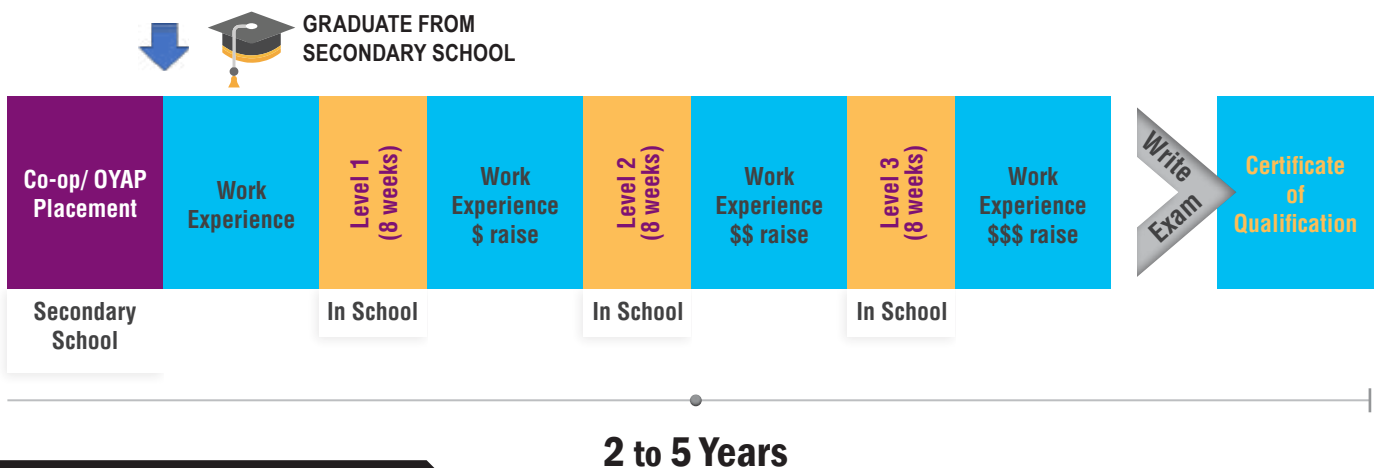 GRADUATE FROM
SECONDARY SCHOOL
Co-op/ OYAP
Placement
Work
Experience
Level 1
(8 weeks)
Work
Experience
$ raise
Level 2
(8 weeks)
Work
Experience
$$ raise
Level 3
(8 weeks)
Work
Experience
$$$ raise
Write
Exam
Certificate
of
Qualification
Secondary
School
In School
In School
In School
2 to 5 Years